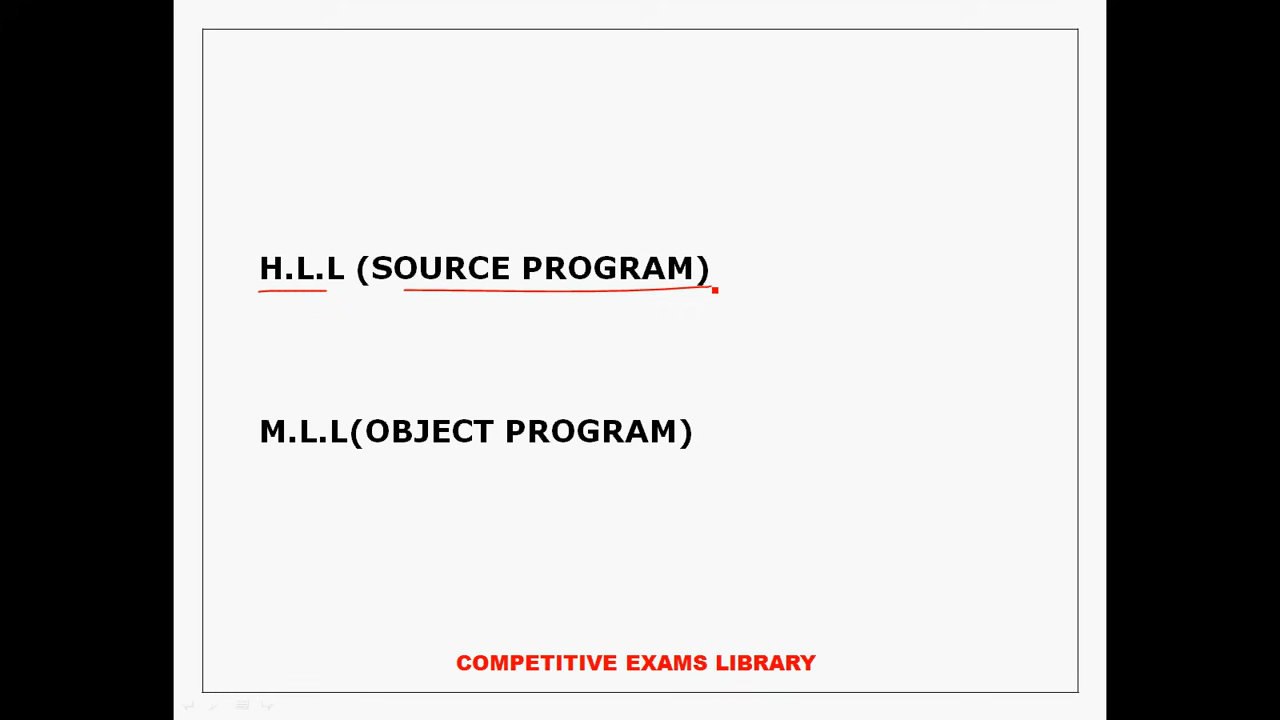 H.L.L (SOURCE PROGRAM)
M.L.L(OBJECT PROGRAM)
COMPETITIVE EXAMS LIBRARY